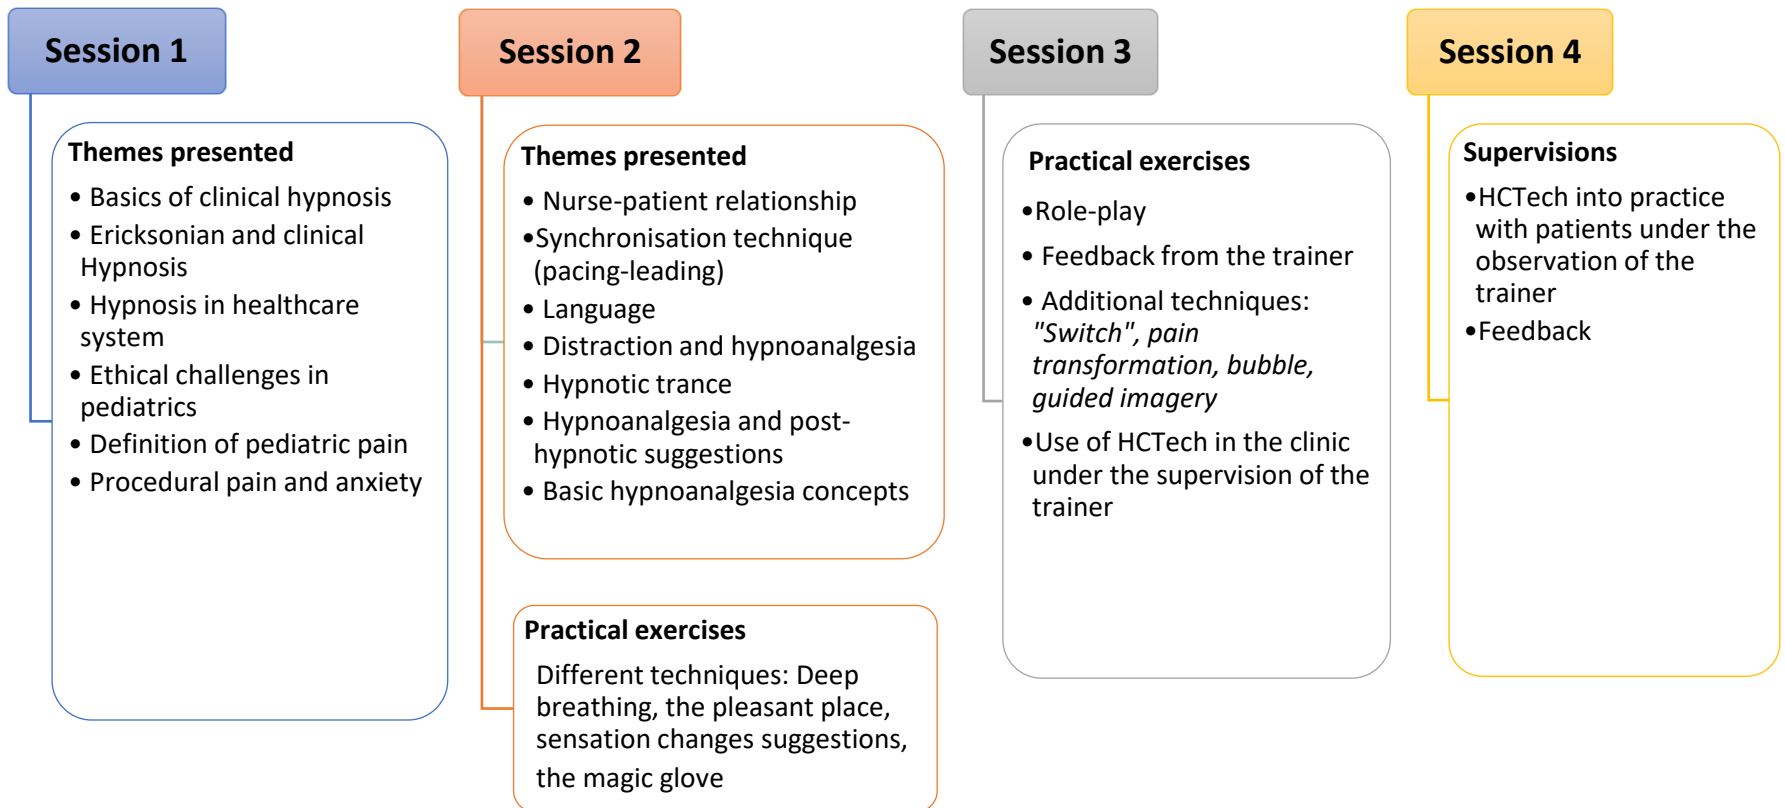 Session 1
Themes presented
• Basics of clinical hypnosis
• Ericksonian and clinical
Hypnosis
• Hypnosis in healthcare
system
• Ethical challenges in
pediatrics
• Definition of pediatric pain
• Procedural pain and anxiety
Session 2
Themes presented
• Nurse-patient relationship
•Synchronisation technique
(pacing-leading)
• Language
• Distraction and hypnoanalgesia
• Hypnotic trance
• Hypnoanalgesia and post-
hypnotic suggestions
• Basic hypnoanalgesia concepts
Practical exercises
Different techniques: Deep
breathing, the pleasant place,
sensation changes suggestions,
the magic glove
Session 3
Practical exercises
•Role-play
• Feedback from the trainer
• Additional techniques:
"Switch", pain
transformation, bubble,
guided imagery
•Use of HCTech in the clinic
under the supervision of the
trainer
Session 4
Supervisions
•HCTech into practice
with patients under the
observation of the
trainer
•Feedback